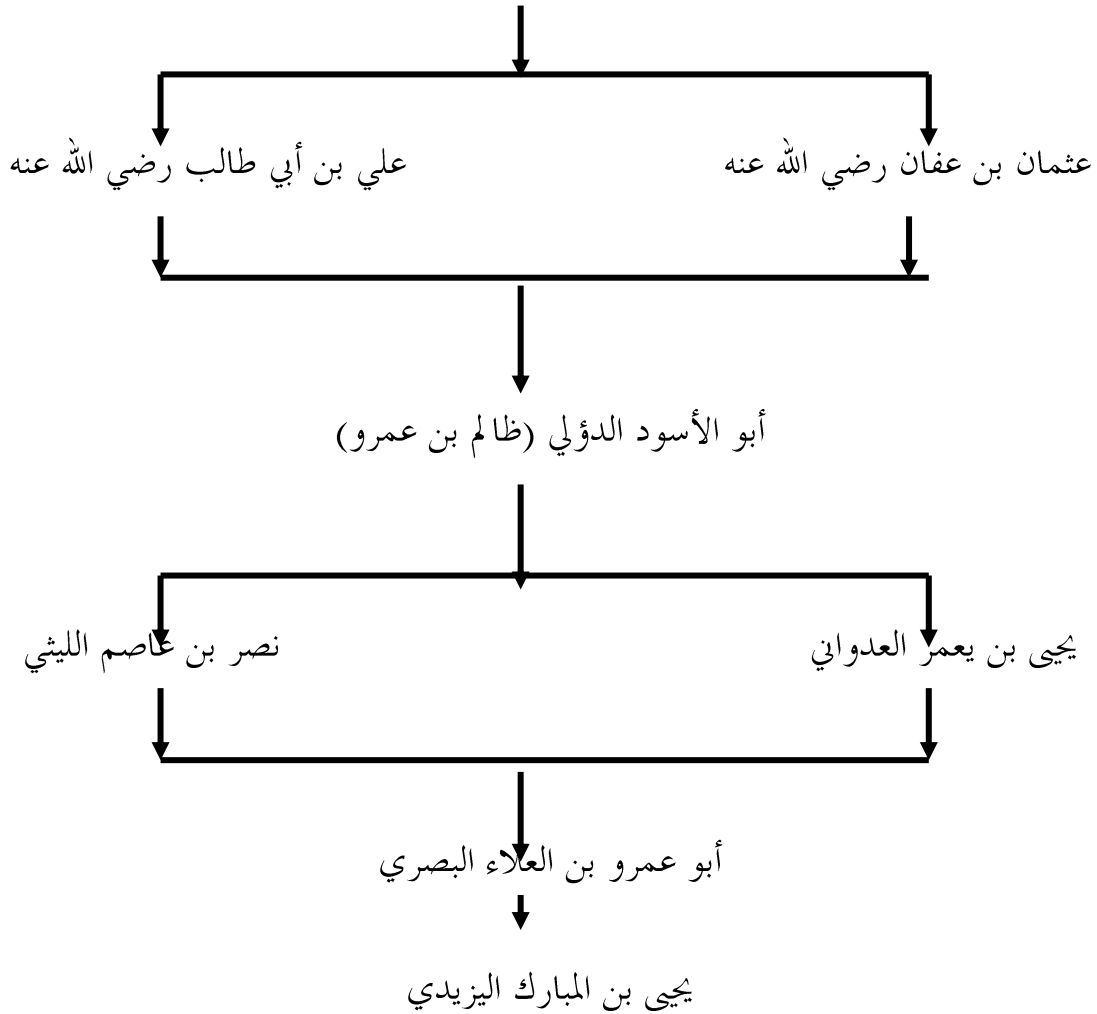 عثمان بن عفان رضي الله عنه
علي بن أبي طالب رضي الله عنه
أبو الأسود الدؤلي (ظالم بن عمرو)
يحيى بن يعمر العدواني
نصر بن عاصم الليثي
أبو عمرو بن العلاء البصري
يحيى بن المبارك اليزيدي